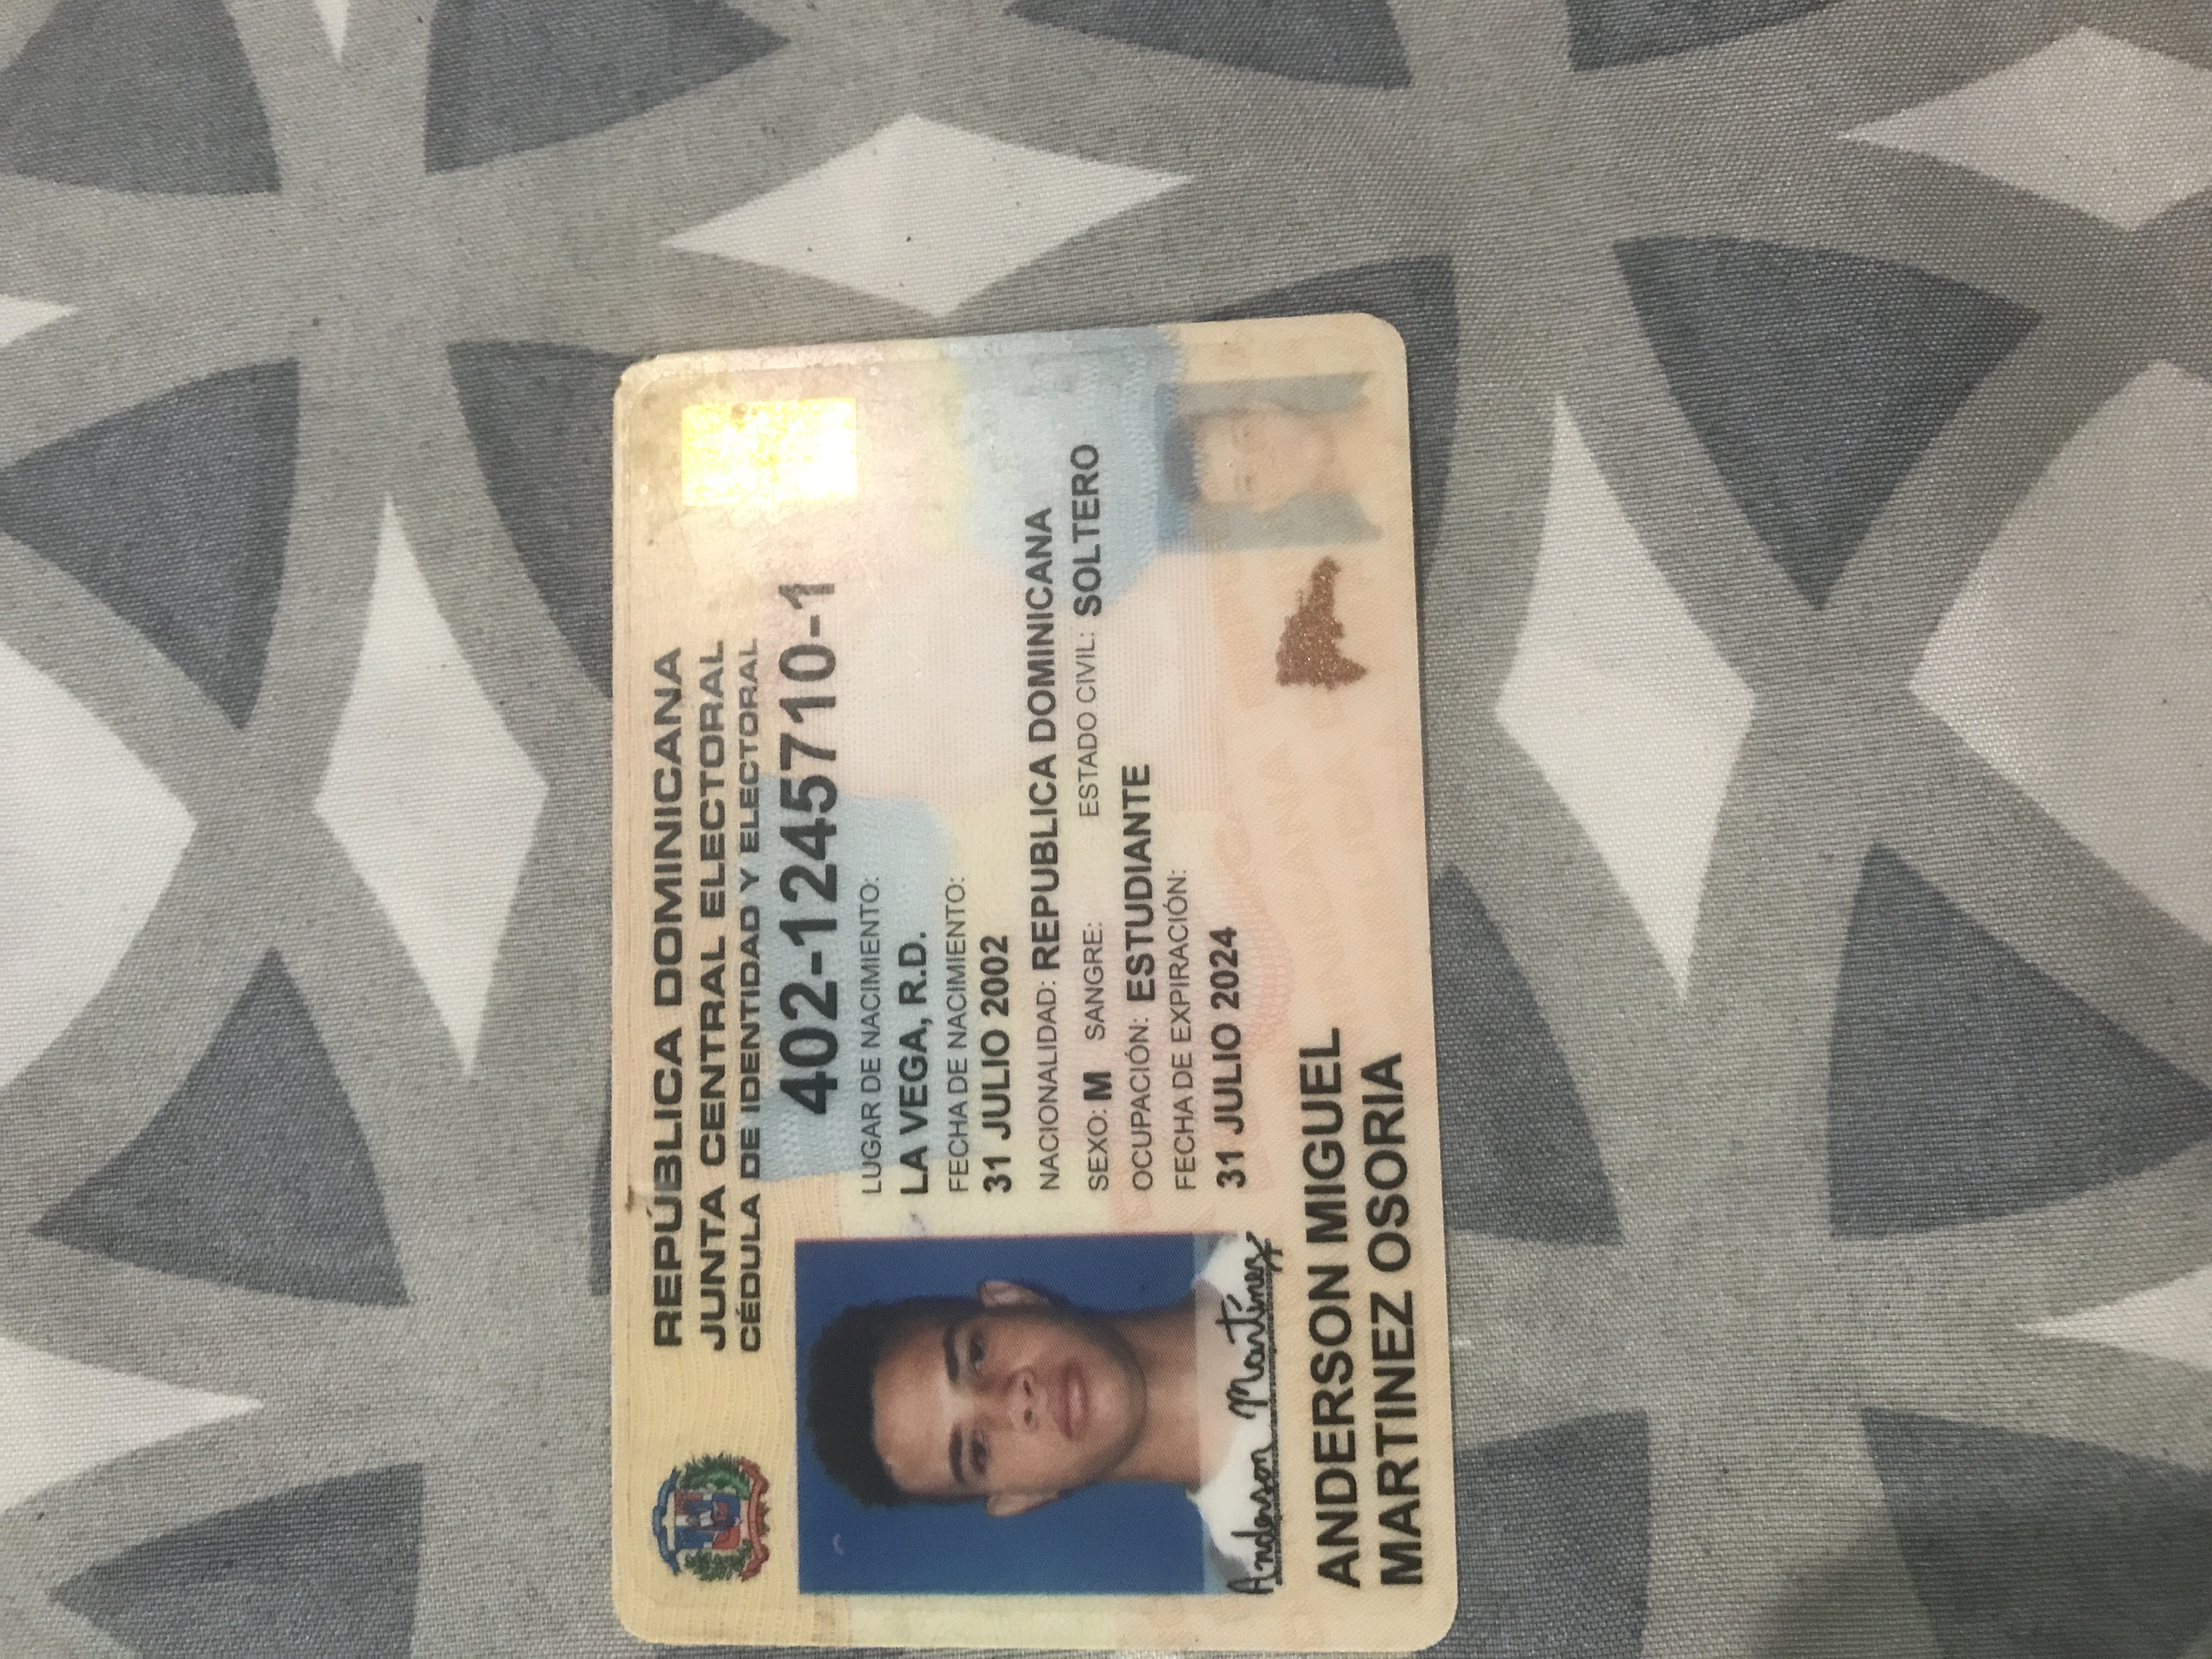 REPÚBLICA DOMINICANA
JUNTA CENTRAL ELECTORAL
CÉDULA DE IDENTIDAD Y ELECTORAL
402-1245710-1
LUGAR DE NACIMIENTO:
LA VEGA, R.D.
FECHA DE NACIMIENTO:
31 JULIO 2002
NACIONALIDAD: REPUBLICA DOMINICANA
SEXO: M SANGRE: ESTADO CIVIL: SOLTERO
OCUPACIÓN: ESTUDIANTE
FECHA DE EXPIRACIÓN:
31 JULIO 2024
Anderson Martínez
ANDERSON MIGUEL
MARTINEZ OSORIA